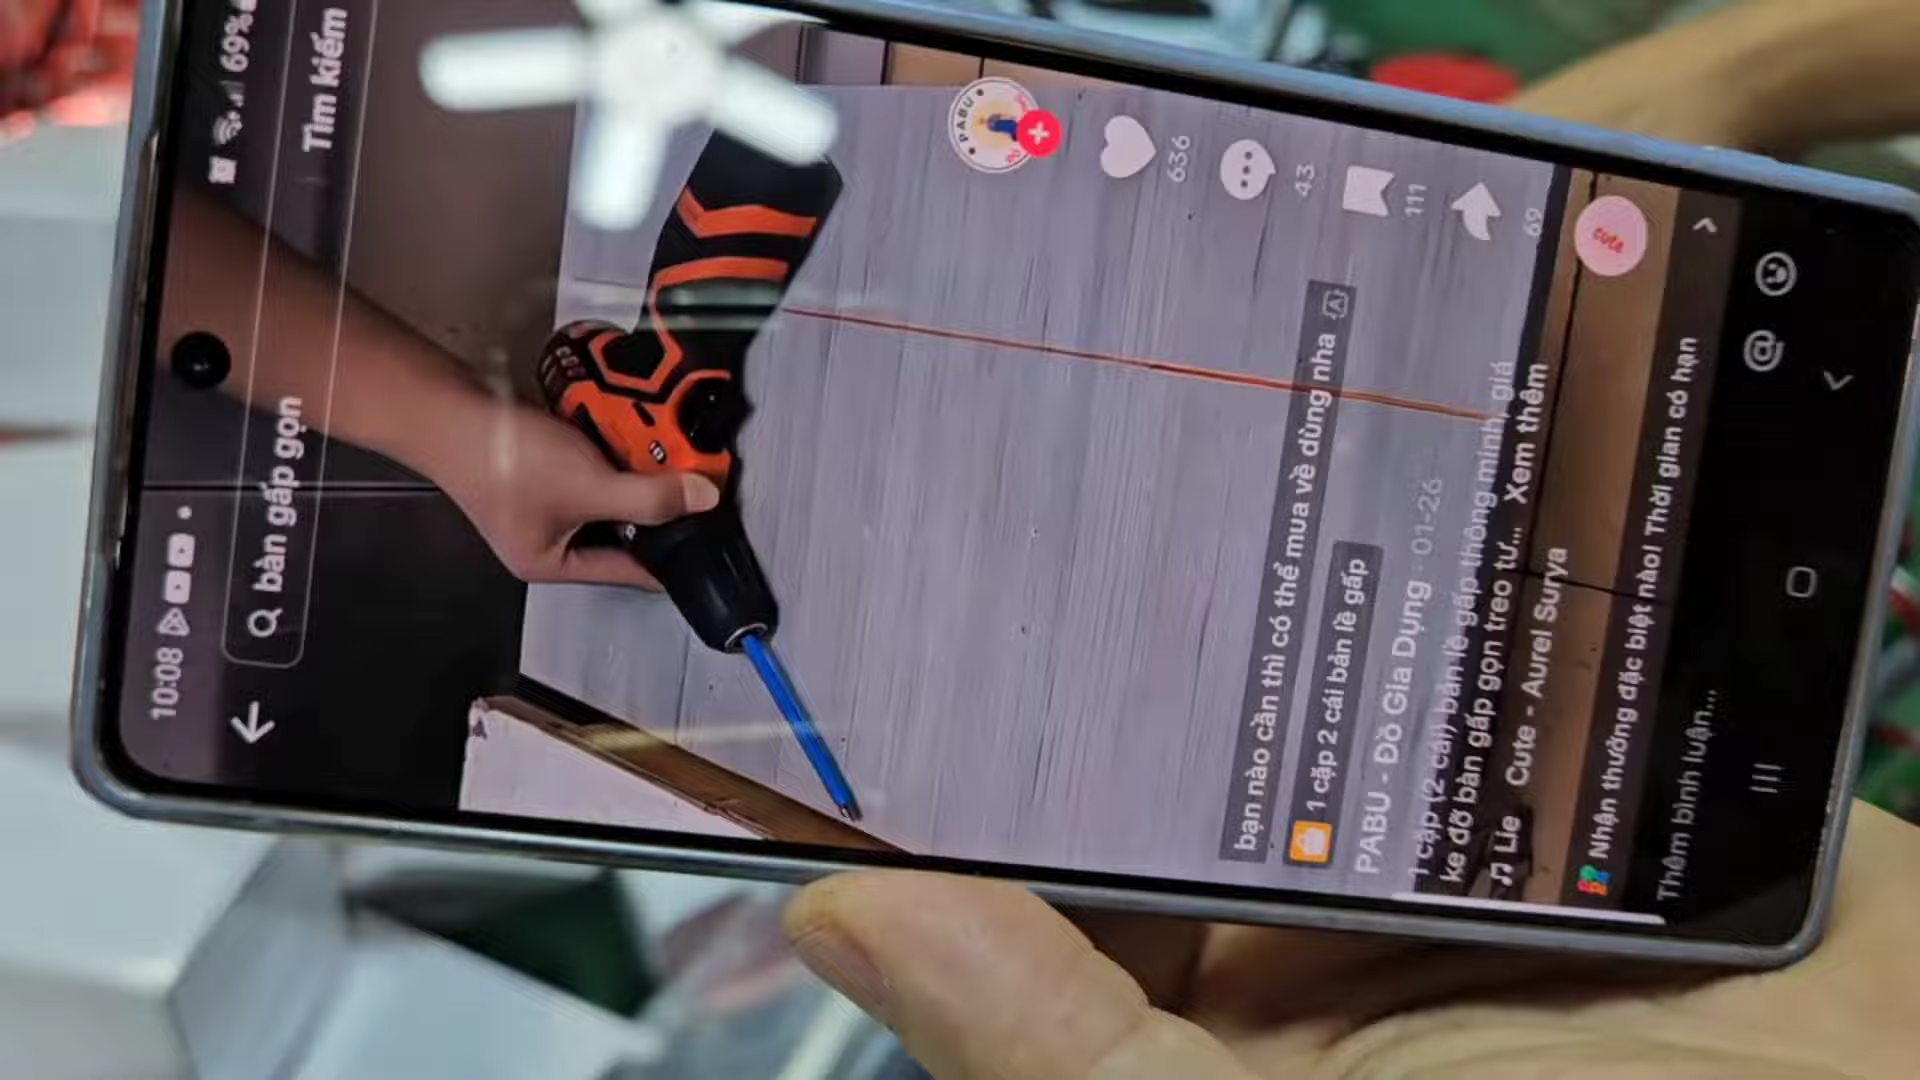 10:08
69%
bàn gấp gọn
Tìm kiếm
PABU
636
43
111
69
cute
bạn nào cần thì có thể mua về dùng nha
1 cặp 2 cái bản lề gấp
PABU - Đồ Gia Dụng · 01-26
1 cặp (2 cái) bản lề gấp thông minh, giá
ke đỡ bàn gấp gọn treo tư... Xem thêm
Lie Cute - Aurel Surya
Nhận thưởng đặc biệt nào! Thời gian có hạn
Thêm bình luận...
@